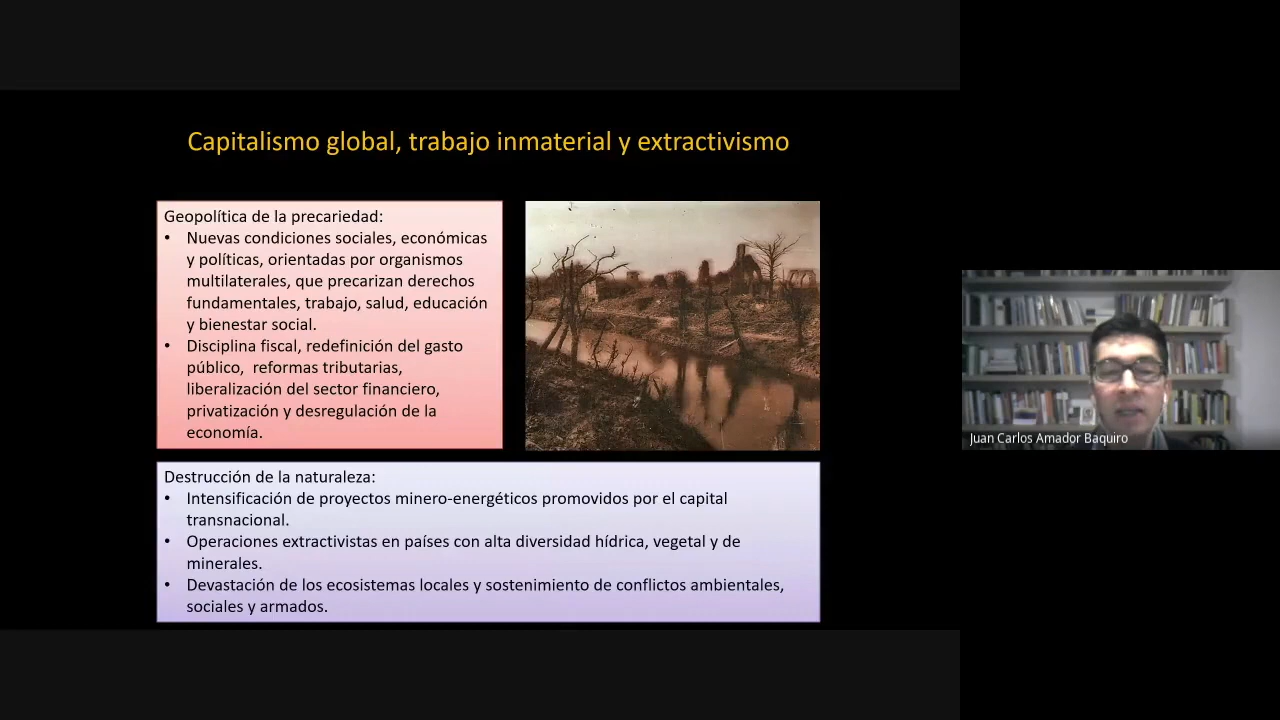 Capitalismo global, trabajo inmaterial y extractivismo
Geopolítica de la precariedad:
• Nuevas condiciones sociales, económicas
y políticas, orientadas por organismos
multilaterales, que precarizan derechos
fundamentales, trabajo, salud, educación
y bienestar social.
• Disciplina fiscal, redefinición del gasto
público,  reformas tributarias,
liberalización del sector financiero,
privatización y desregulación de la
economía.
Destrucción de la naturaleza:
• Intensificación de proyectos minero-energéticos promovidos por el capital
transnacional.
• Operaciones extractivistas en países con alta diversidad hídrica, vegetal y de
minerales.
• Devastación de los ecosistemas locales y sostenimiento de conflictos ambientales,
sociales y armados.
Juan Carlos Amador Baquiro